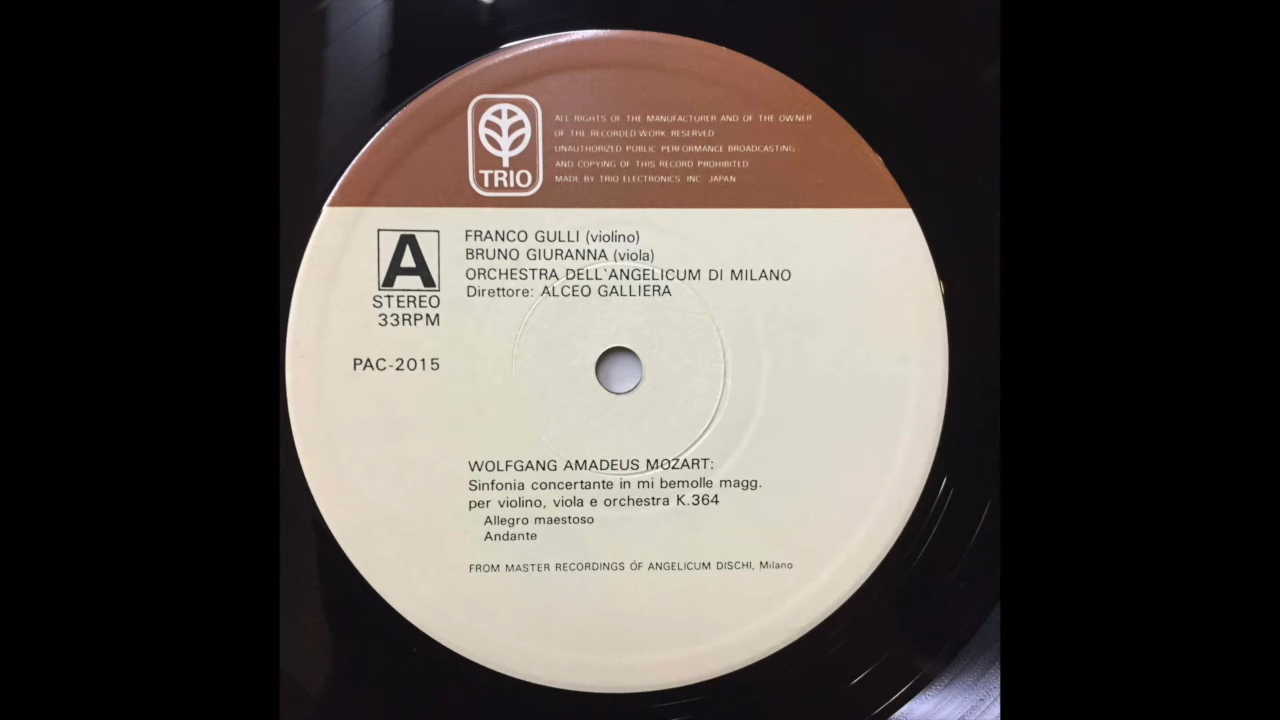 TRIO
ALL RIGHTS OF THE MANUFACTURER AND OF THE OWNER
OF THE RECORDED WORK RESERVED
UNAUTHORIZED PUBLIC PERFORMANCE BROADCASTING
AND COPYING OF THIS RECORD PROHIBITED
MADE BY TRIO ELECTRONICS, INC. JAPAN
A
STEREO
33RPM
PAC-2015
FRANCO GULLI (violino)
BRUNO GIURANNA (viola)
ORCHESTRA DELL'ANGELICUM DI MILANO
Direttore: ALCEO GALLIERA
WOLFGANG AMADEUS MOZART:
Sinfonia concertante in mi bemolle magg.
per violino, viola e orchestra K.364
Allegro maestoso
Andante
FROM MASTER RECORDINGS ÓF ANGELICUM DISCHI, Milano